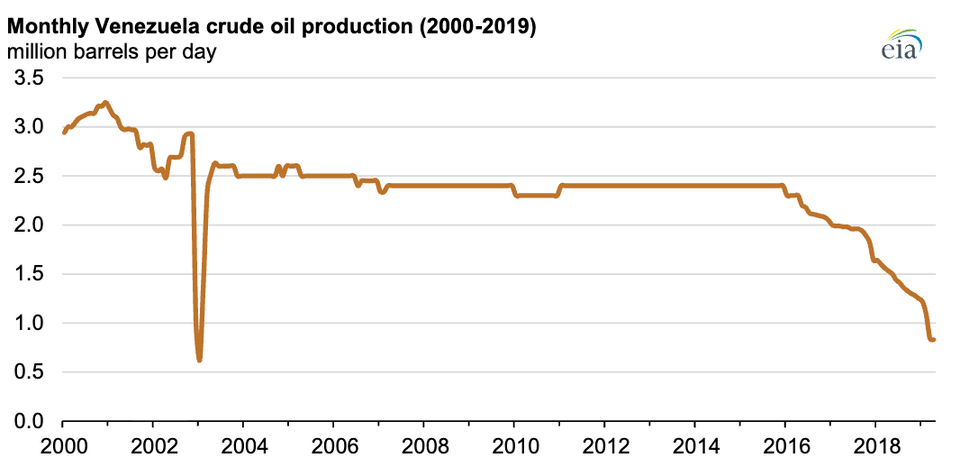 Monthly Venezuela crude oil production (2000-2019)
million barrels per day
eia
3.5
3.0
2.5
2.0
1.5
1.0
0.5
0.0
2000 2002 2004 2006 2008 2010 2012 2014 2016 2018